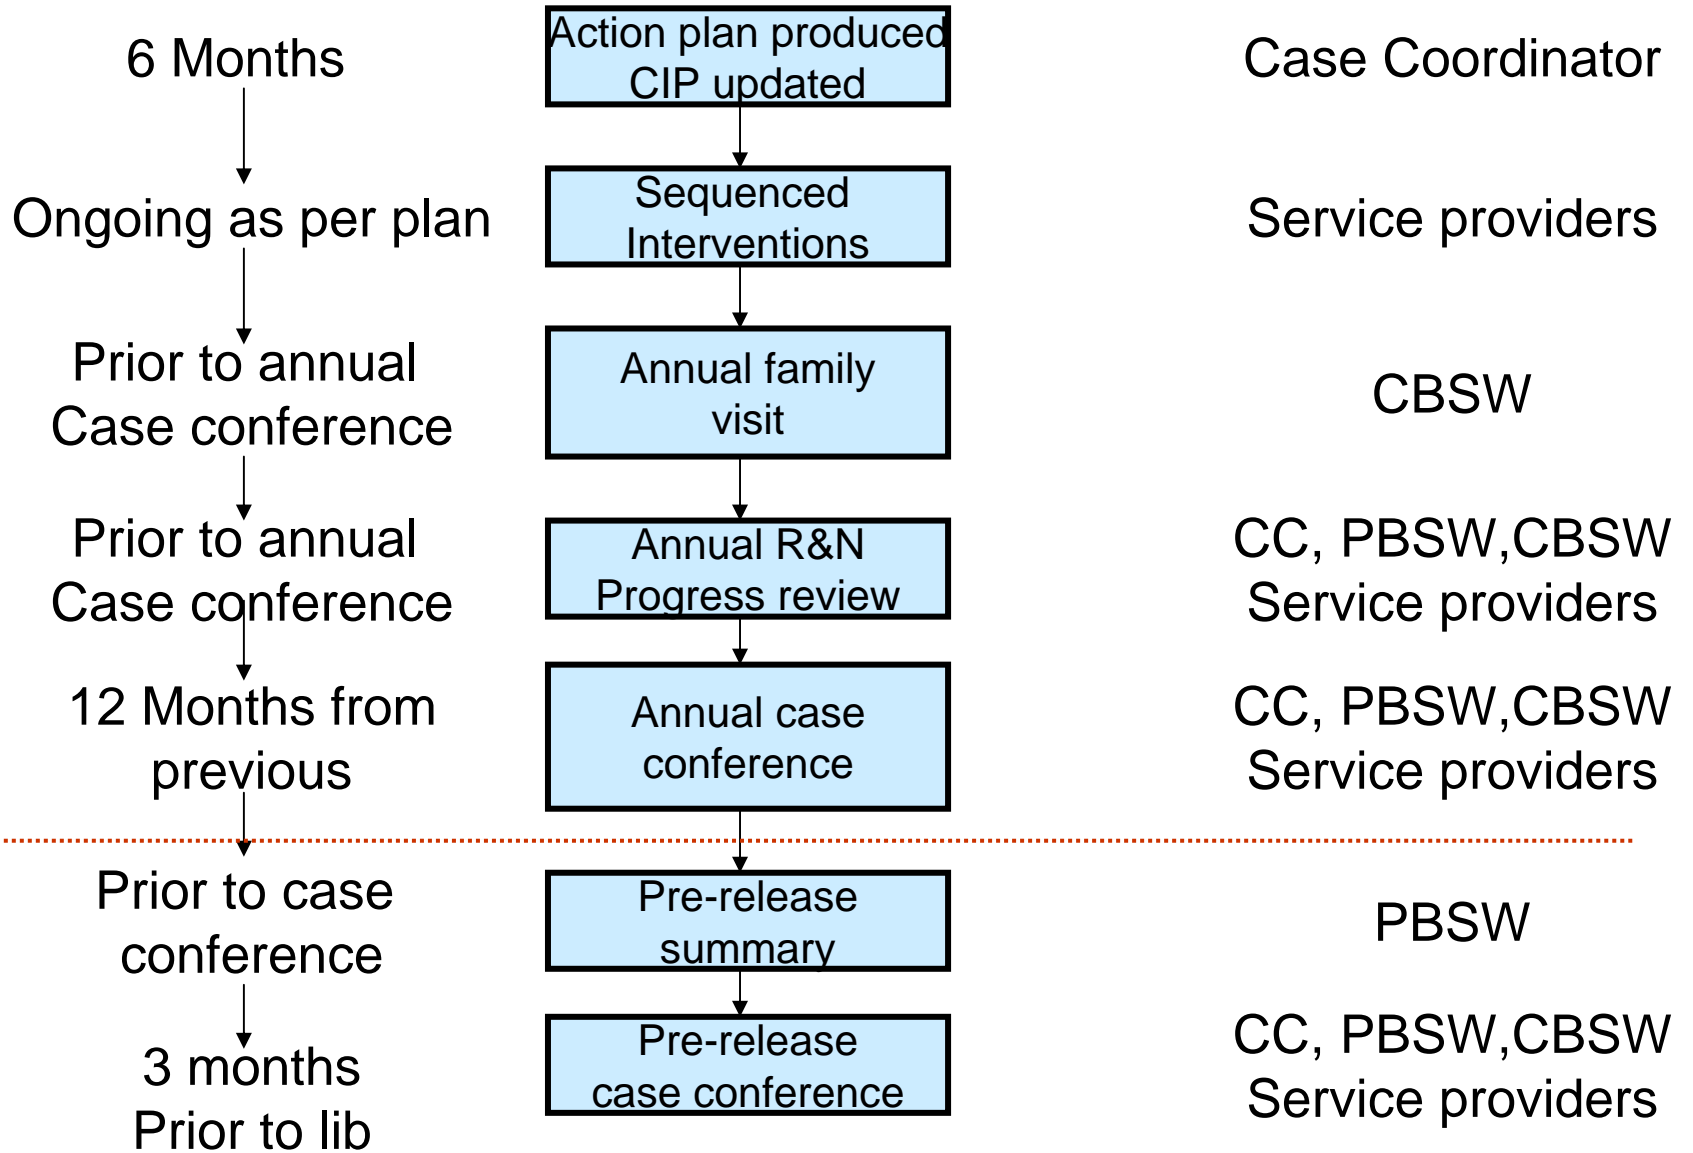 6 Months
Action plan produced
CIP updated
Case Coordinator
Ongoing as per plan
Sequenced
Interventions
Service providers
Prior to annual
Case conference
Annual family
visit
CBSW
Prior to annual
Case conference
Annual R&N
Progress review
CC, PBSW,CBSW
Service providers
12 Months from
previous
Annual case
conference
CC, PBSW,CBSW
Service providers
Prior to case
conference
Pre-release
summary
PBSW
3 months
Prior to lib
Pre-release
case conference
CC, PBSW,CBSW
Service providers